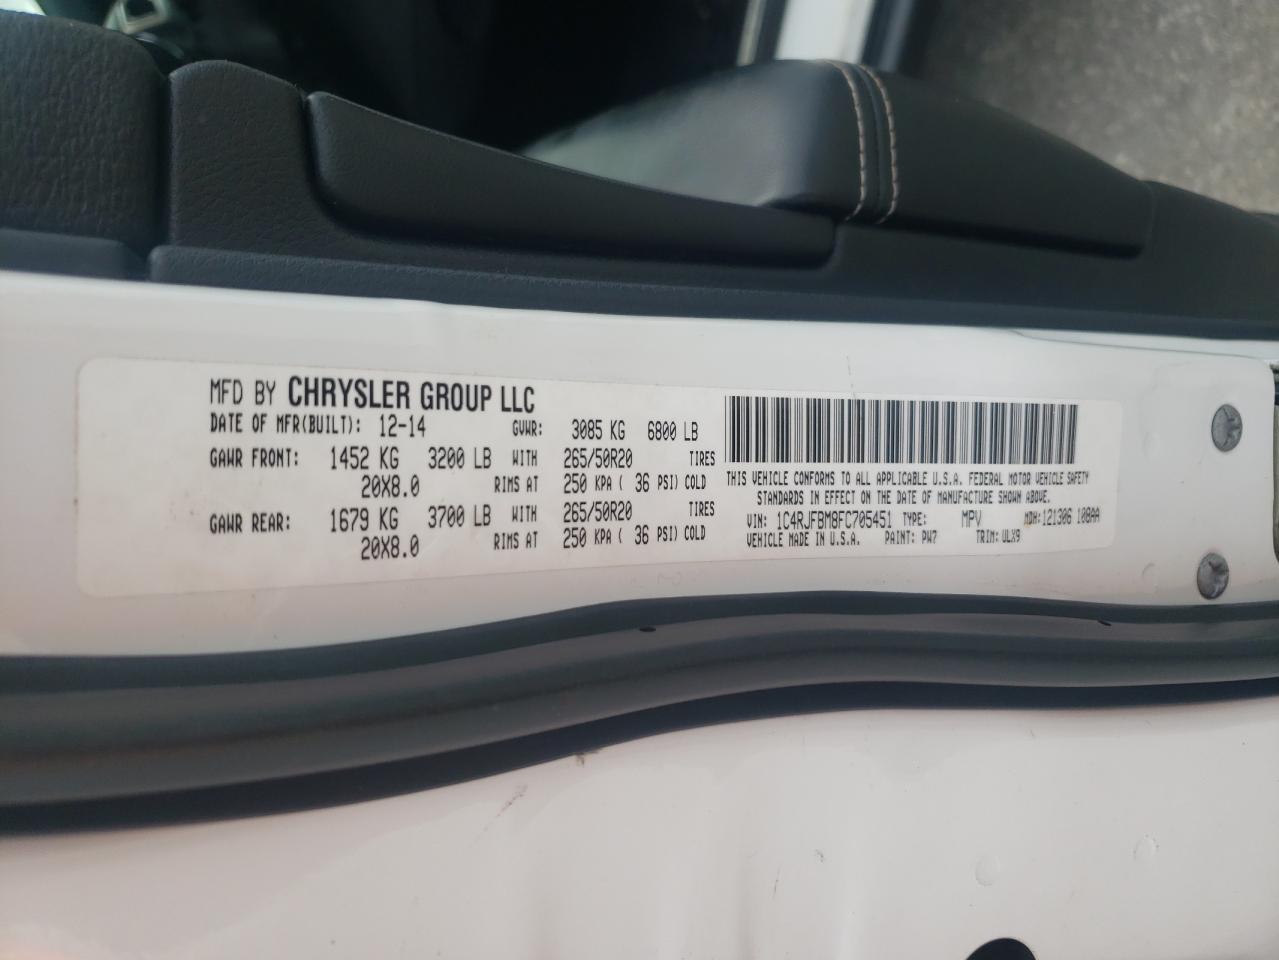 MFD BY CHRYSLER GROUP LLC
DATE OF MFR(BUILT): 12-14 GVWR: 3085 KG 6800 LB
GAWR FRONT: 1452 KG 3200 LB WITH 265/50R20 TIRES
20X8.0 RIMS AT 250 KPA ( 36 PSI) COLD
GAWR REAR: 1679 KG 3700 LB WITH 265/50R20 TIRES
20X8.0 RIMS AT 250 KPA ( 36 PSI) COLD
THIS VEHICLE CONFORMS TO ALL APPLICABLE U.S.A. FEDERAL MOTOR VEHICLE SAFETY
STANDARDS IN EFFECT ON THE DATE OF MANUFACTURE SHOWN ABOVE.
VIN: 1C4RJFBM8FC705451 TYPE: MPV MDH:121306 108AA
VEHICLE MADE IN U.S.A. PAINT: PW7 TRIM: ULX9